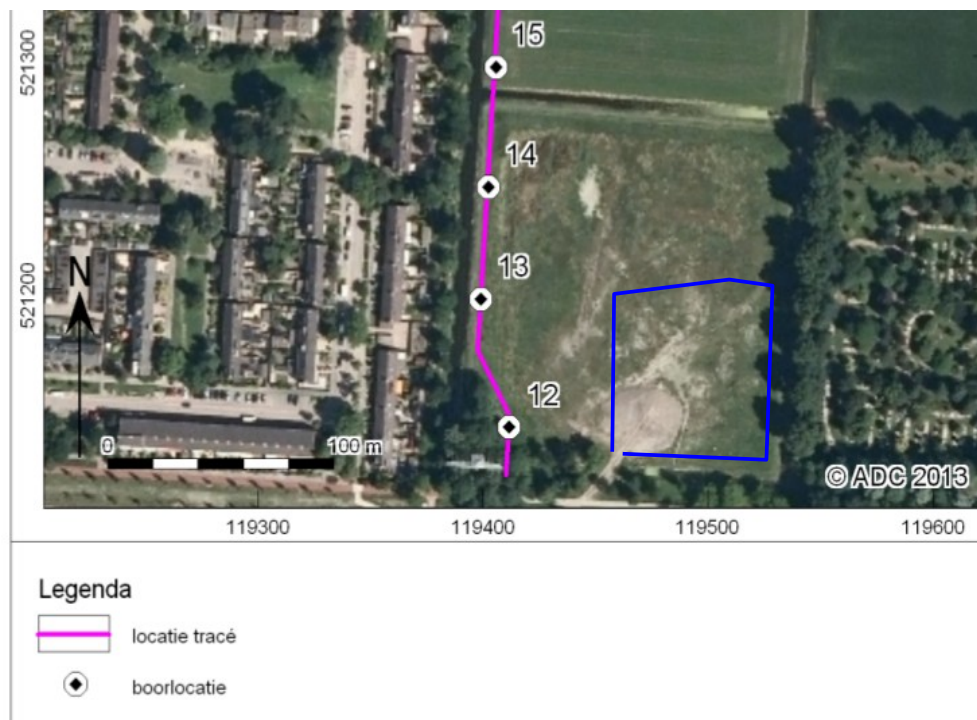 521300
15
14
521200
N
13
12
0
100 m
© ADC 2013
119300
119400
119500
119600
Legenda
locatie tracé
boorlocatie